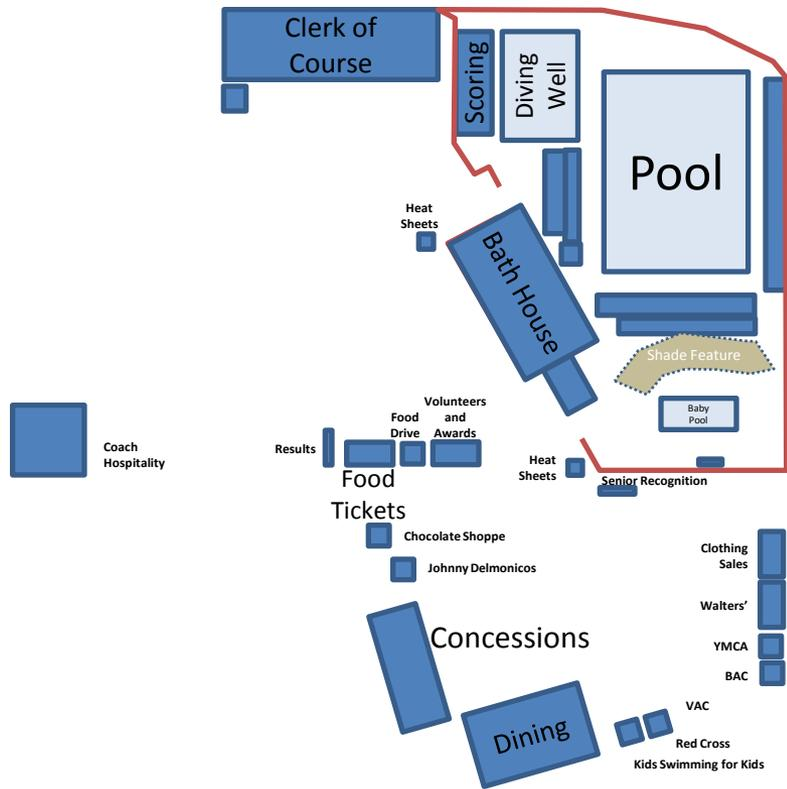 Clerk of
Course
Scoring
Diving
Well
Pool
Heat
Sheets
Bath House
Shade Feature
Baby
Pool
Volunteers
and
Awards
Food
Drive
Results
Coach
Hospitality
Food
Tickets
Heat
Sheets
Senior Recognition
Chocolate Shoppe
Johnny Delmonicos
Clothing
Sales
Walters'
YMCA
BAC
Concessions
Dining
VAC
Red Cross
Kids Swimming for Kids